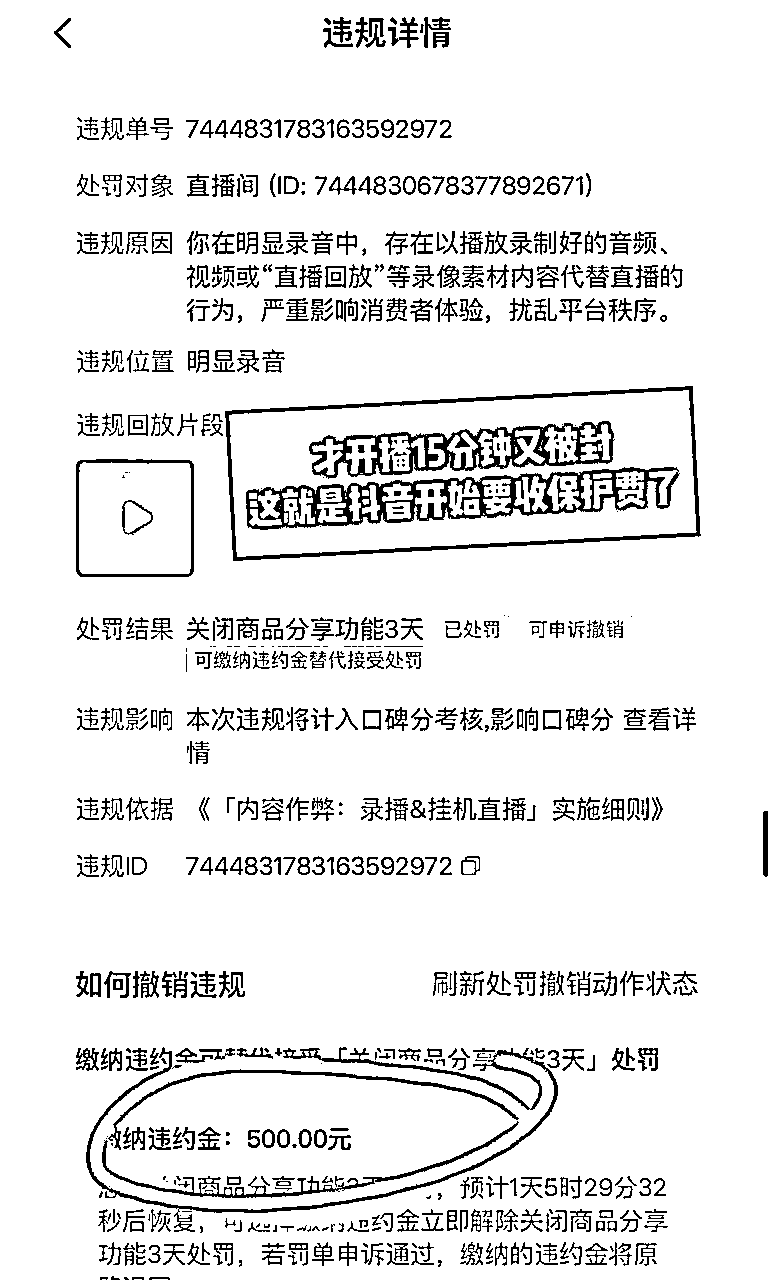 违规详情
违规单号 7444831783163592972
处罚对象 直播间 (ID: 7444830678377892671)
违规原因 你在明显录音中，存在以播放录制好的音频、
视频或“直播回放”等录像素材内容代替直播的
行为，严重影响消费者体验，扰乱平台秩序。
违规位置 明显录音
违规回放片段
才开播15分钟又被封
这就是抖音开始要收保护费了
处罚结果 关闭商品分享功能3天 已处罚 可申诉撤销
可缴纳违约金替代接受处罚
违规影响 本次违规将计入口碑分考核,影响口碑分 查看详
情
违规依据 《「内容作弊：录播&挂机直播」实施细则》
违规ID 7444831783163592972
如何撤销违规 刷新处罚撤销动作状态
缴纳违约金可替代接受「关闭商品分享功能3天」处罚
缴纳违约金：500.00元
关闭商品分享功能3天 ，预计1天5时29分32
秒后恢复，可选择缴纳违约金立即解除关闭商品分享
功能3天处罚，若罚单申诉通过，缴纳的违约金将原